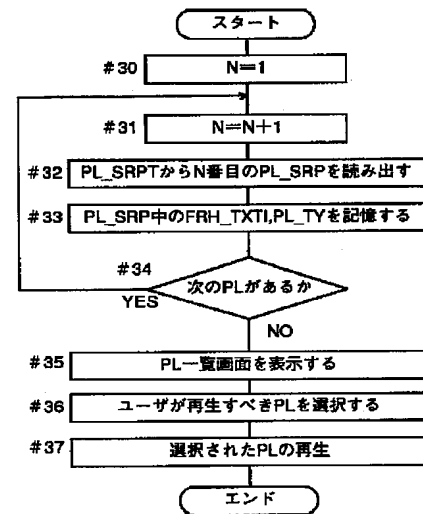 スタート
#30 N=1
#31 N=N+1
#32 PL_SRPTからN番目のPL_SRPを読み出す
#33 PL_SRP中のFRH_TXTI,PL_TYを記憶する
#34
次のPLがあるか
YES
NO
#35 PL一覧画面を表示する
#36 ユーザが再生すべきPLを選択する
#37 選択されたPLの再生
エンド